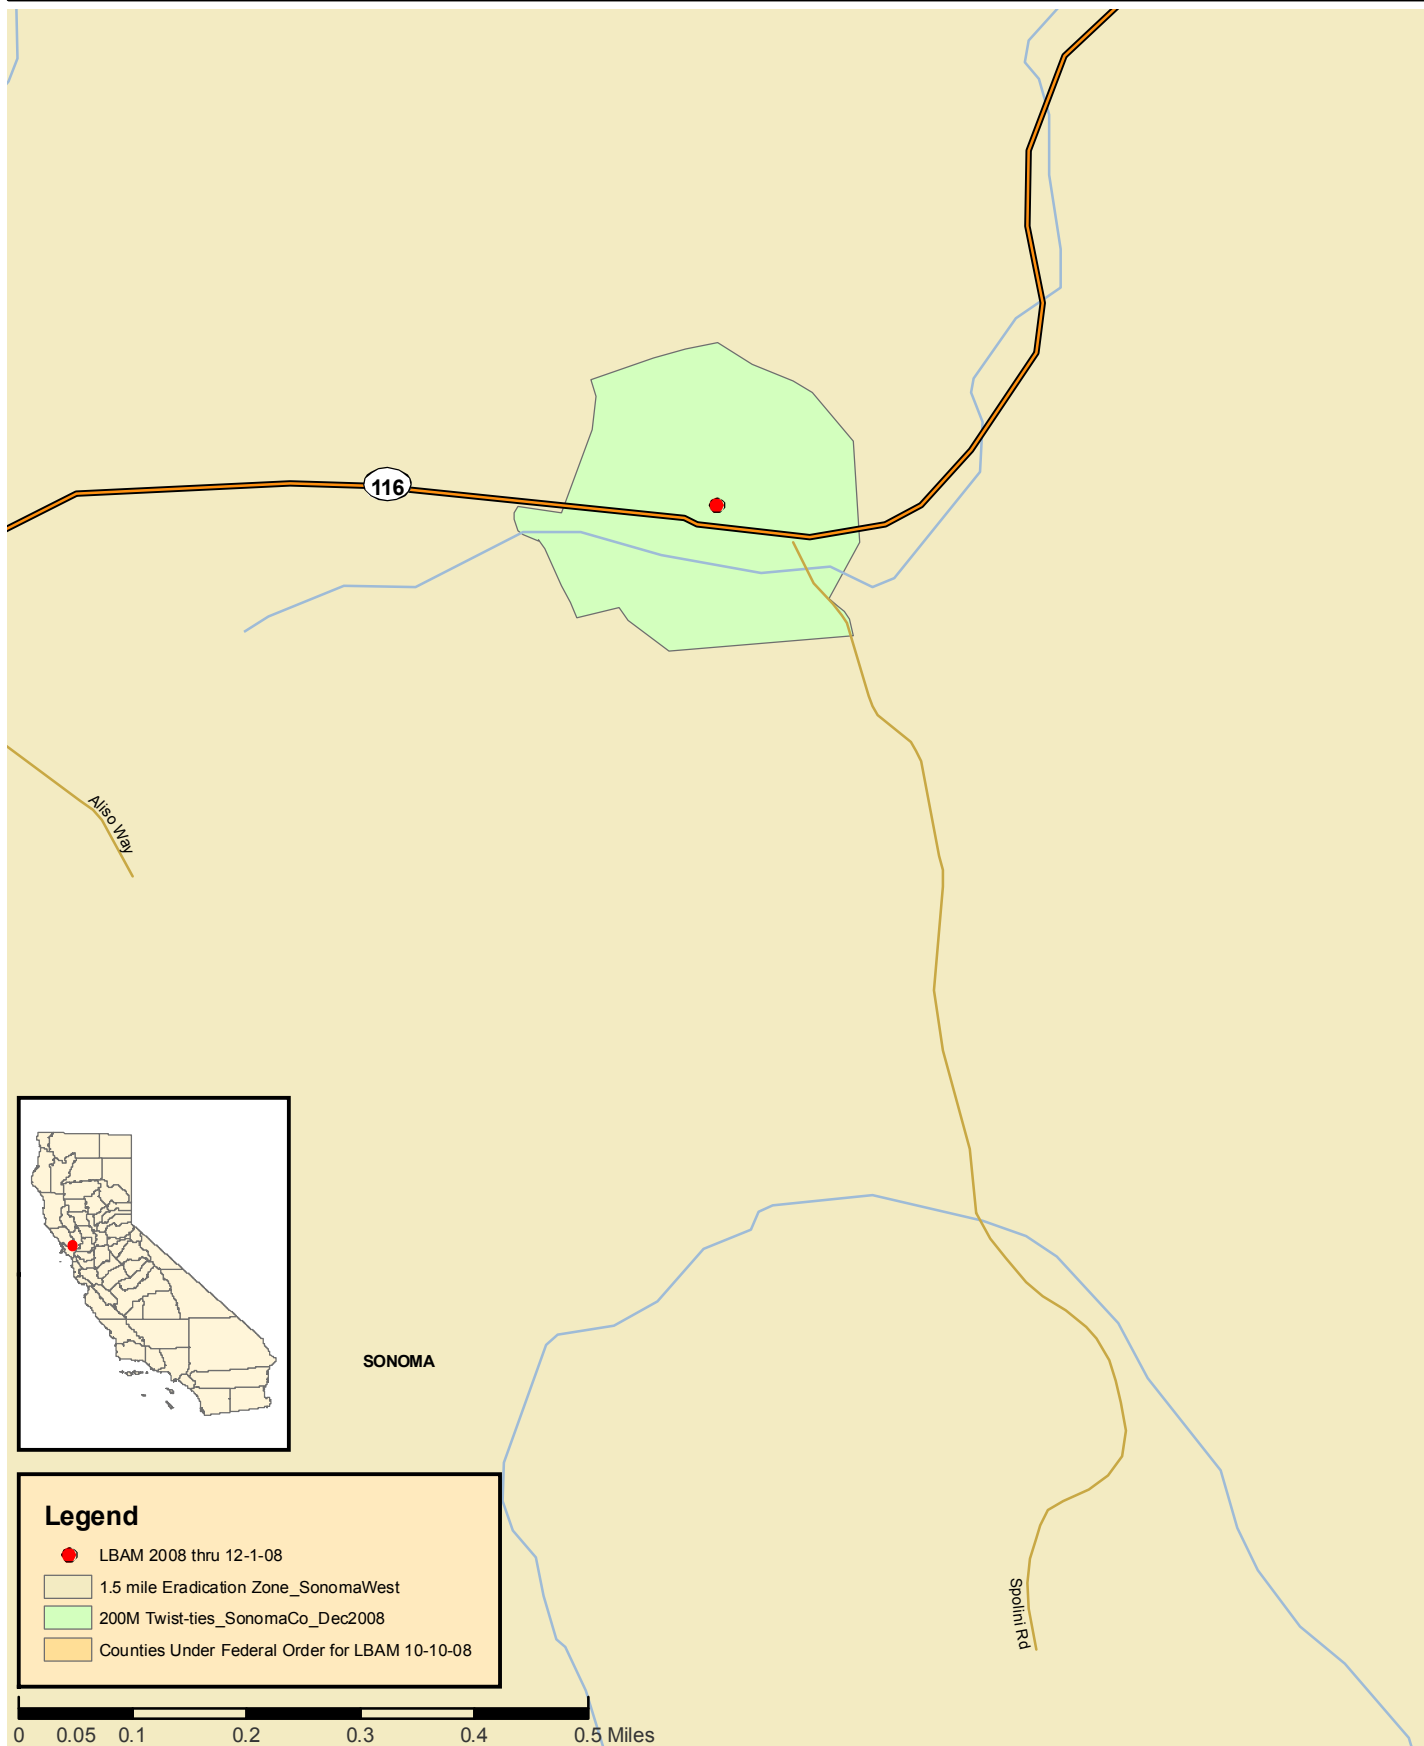 116
Aliso Way
SONOMA
Legend
LBAM 2008 thru 12-1-08
1.5 mile Eradication Zone_SonomaWest
200M Twist-ties_SonomaCo_Dec2008
Counties Under Federal Order for LBAM 10-10-08
Spolini Rd
0 0.05 0.1 0.2 0.3 0.4 0.5 Miles